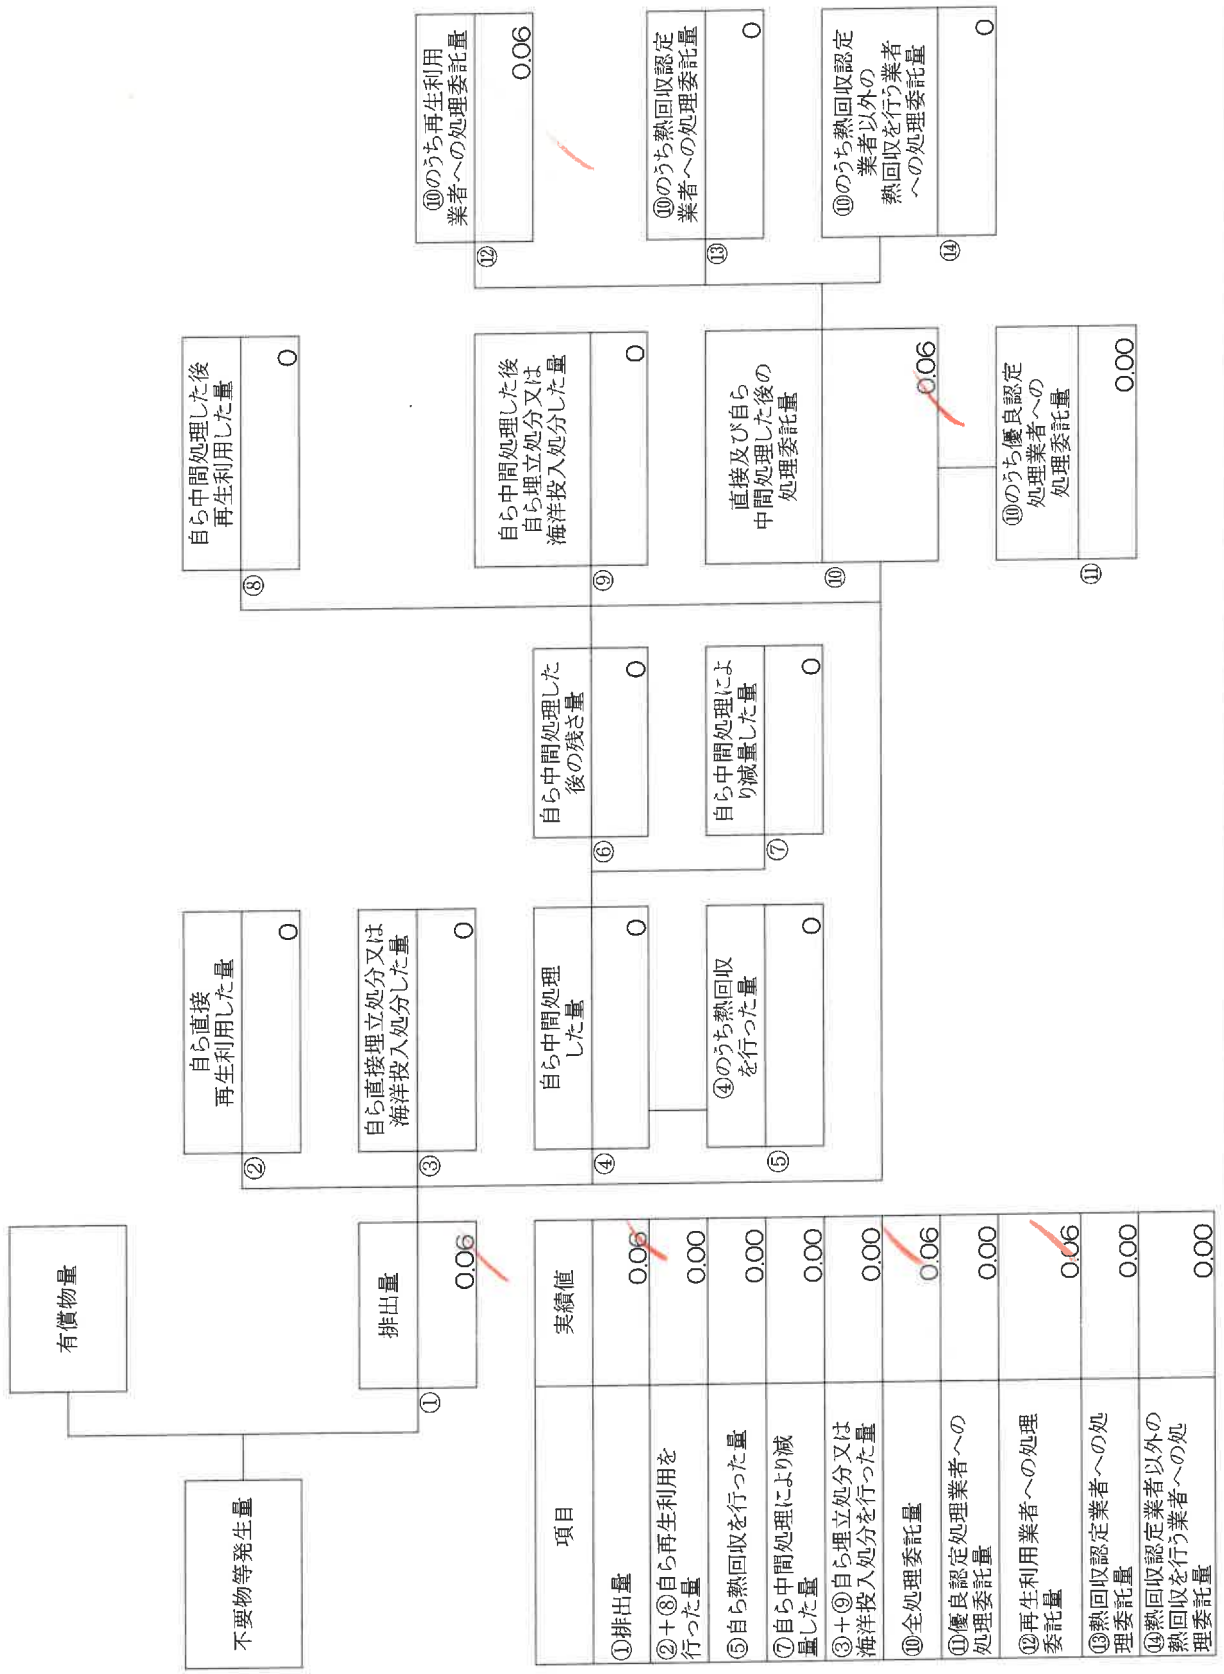 不要物等発生量
有償物量
①
排出量
0.06
②
自ら直接
再生利用した量
0
③
自ら直接埋立処分又は
海洋投入処分した量
0
④
自ら中間処理
した量
0
⑤
④のうち熱回収
を行った量
0
⑥
自ら中間処理した
後の残さ量
0
⑦
自ら中間処理によ
り減量した量
0
⑧
自ら中間処理した後
再生利用した量
0
⑨
自ら中間処理した後
自ら埋立処分又は
海洋投入処分した量
0
⑩
直接及び自ら
中間処理した後の
処理委託量
0.06
⑪
⑩のうち優良認定
処理業者への
処理委託量
0.00
⑫
⑩のうち再生利用
業者への処理委託量
0.06
⑬
⑩のうち熱回収認定
業者への処理委託量
0
⑭
⑩のうち熱回収認定
業者以外の
熱回収を行う業者
への処理委託量
0
項目 実績値
①排出量 0.06
②+⑧自ら再生利用を
行った量 0.00
⑤自ら熱回収を行った量 0.00
⑦自ら中間処理により減
量した量 0.00
③+⑨自ら埋立処分又は
海洋投入処分を行った量 0.00
⑩全処理委託量 0.06
⑪優良認定処理業者への
処理委託量 0.00
⑫再生利用業者への処理
委託量 0.06
⑬熱回収認定業者への処
理委託量 0.00
⑭熱回収認定業者以外の
熱回収を行う業者への処
理委託量 0.00